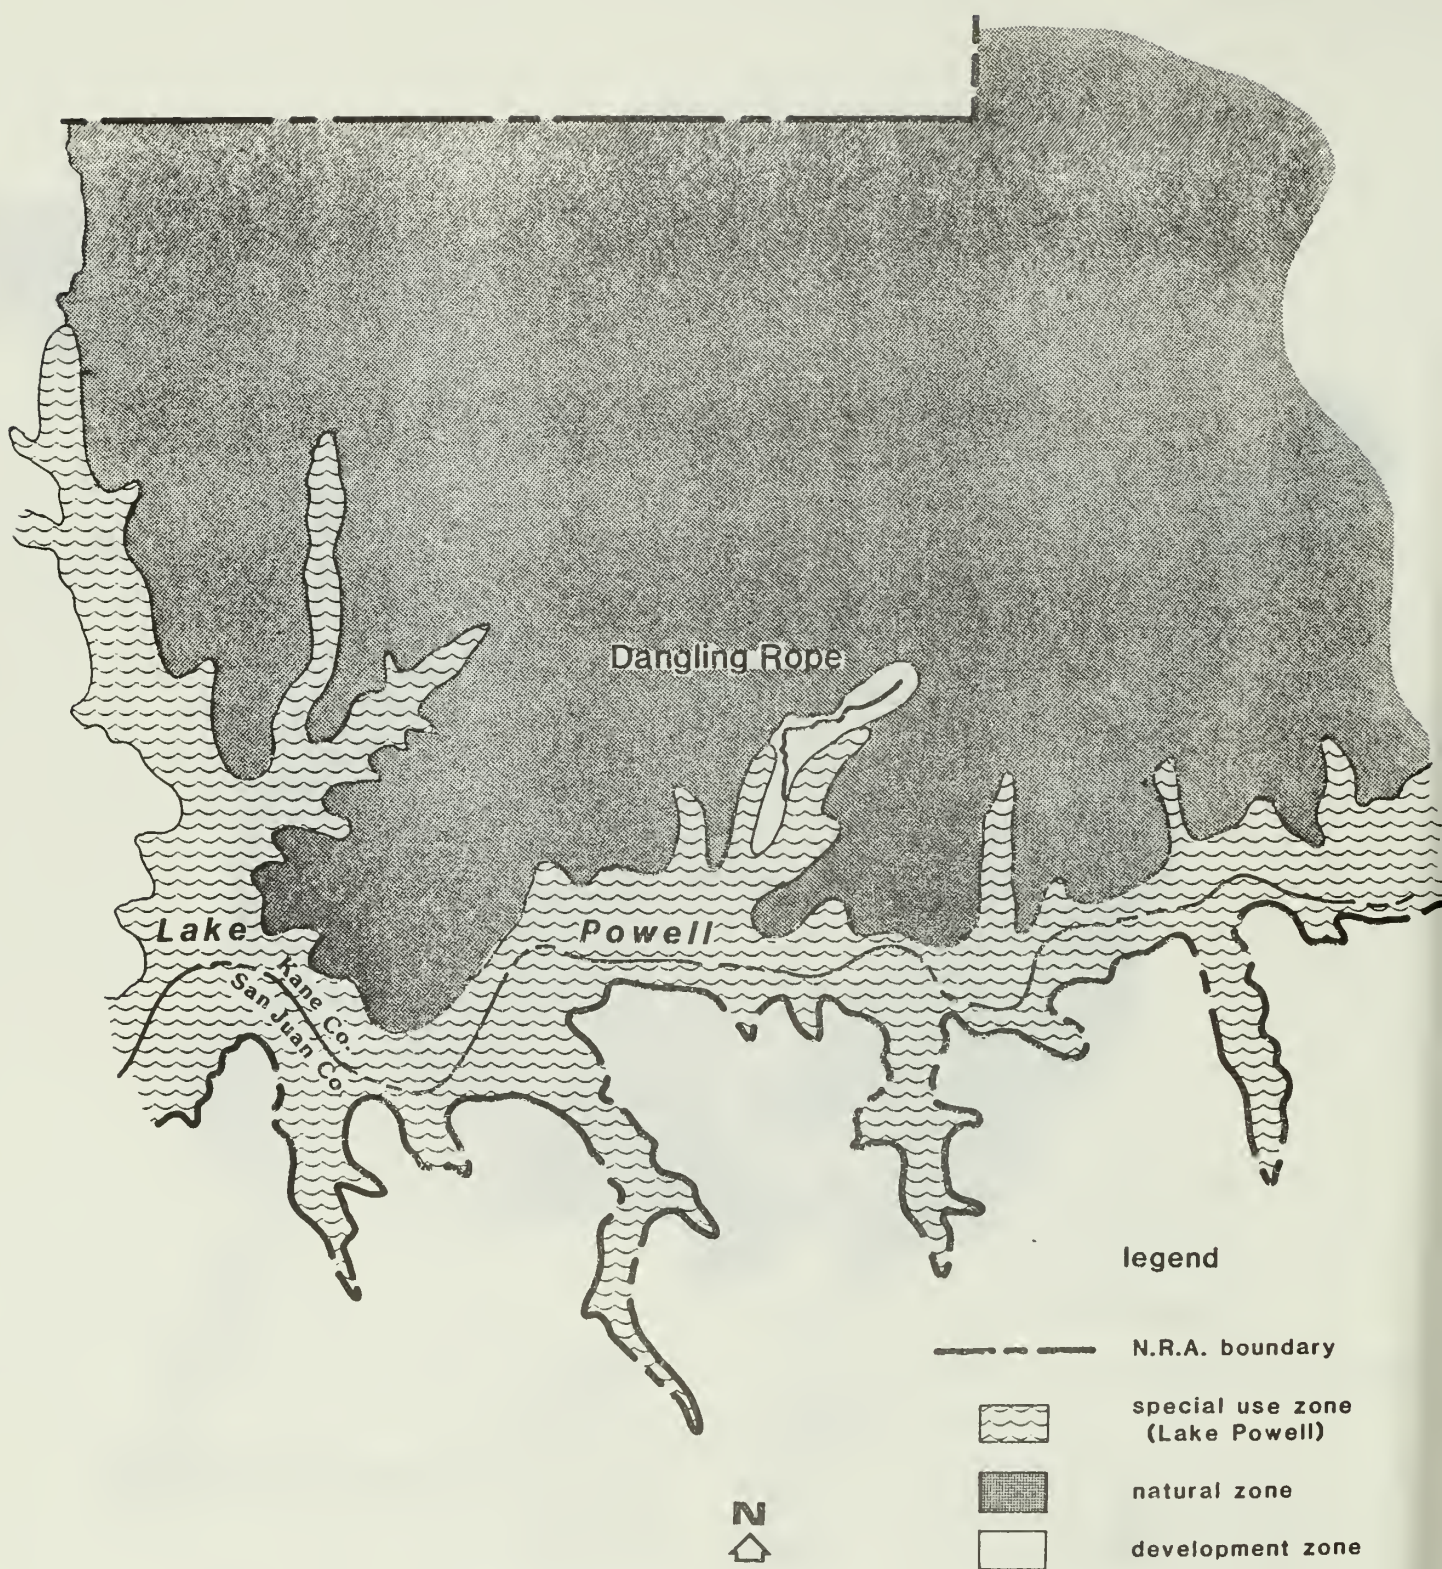 Dangling Rope
Lake Powell
Kane Co.
San Juan Co.
legend
N.R.A. boundary
special use zone
(Lake Powell)
natural zone
development zone
N